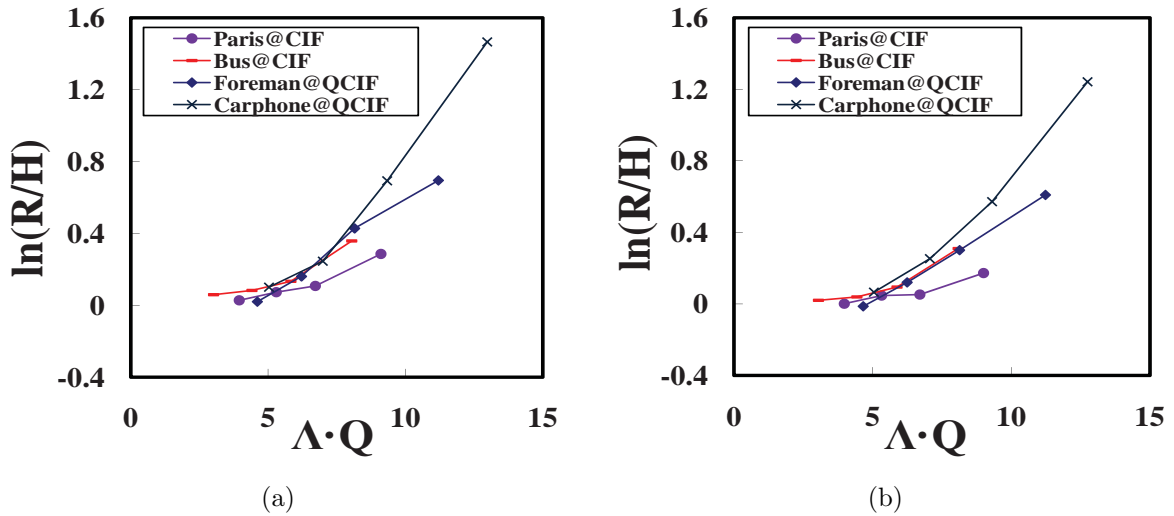 1.6
1.2
0.8
0.4
0
-0.4
ln(R/H)
Paris@CIF
Bus@CIF
Foreman@QCIF
Carphone@QCIF
0 5 10 15
Λ·Q
(a)
1.6
1.2
0.8
0.4
0
-0.4
ln(R/H)
Paris@CIF
Bus@CIF
Foreman@QCIF
Carphone@QCIF
0 5 10 15
Λ·Q
(b)